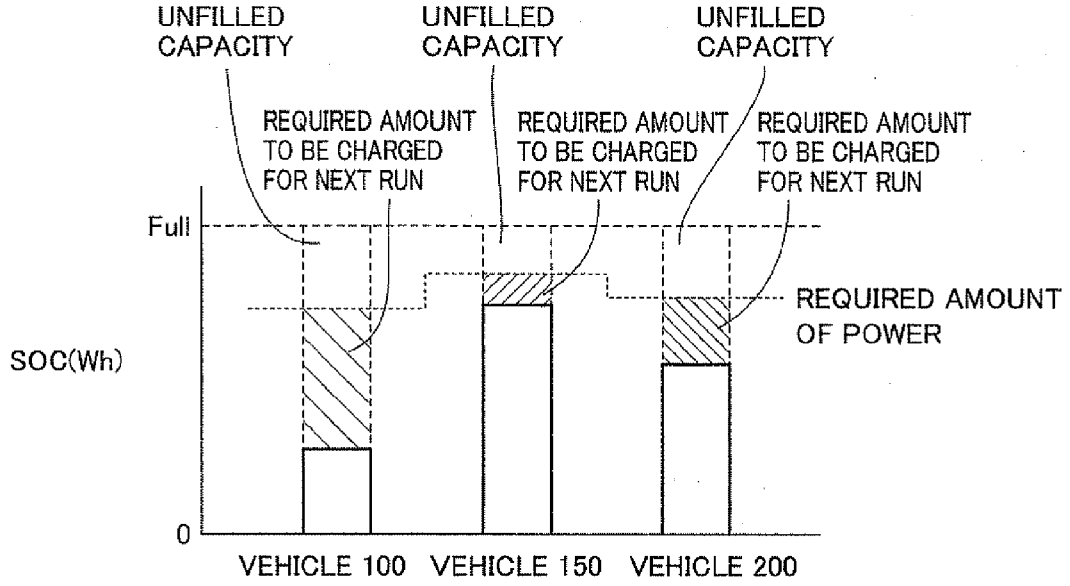 UNFILLED
CAPACITY
UNFILLED
CAPACITY
UNFILLED
CAPACITY
REQUIRED AMOUNT
TO BE CHARGED
FOR NEXT RUN
REQUIRED AMOUNT
TO BE CHARGED
FOR NEXT RUN
REQUIRED AMOUNT
TO BE CHARGED
FOR NEXT RUN
Full
REQUIRED AMOUNT
OF POWER
SOC(Wh)
0
VEHICLE 100
VEHICLE 150
VEHICLE 200